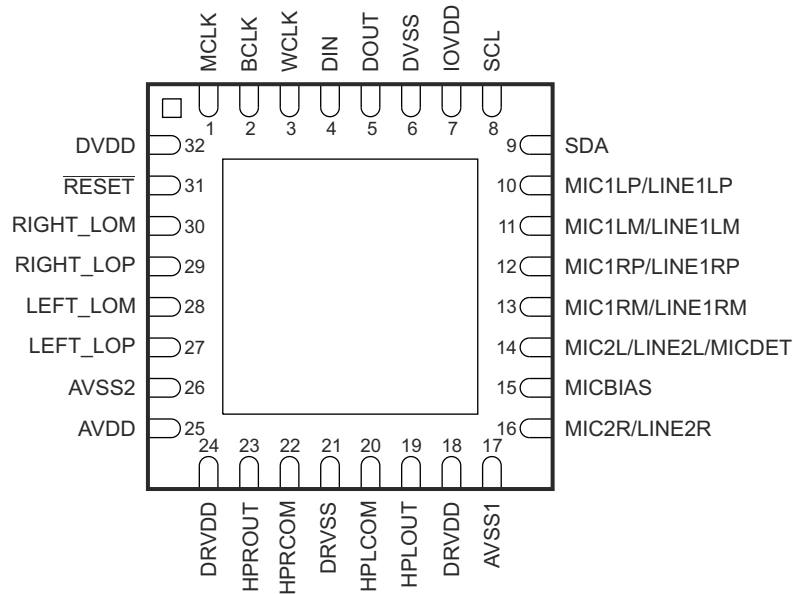 MCLK
BCLK
WCLK
DIN
DOUT
DVSS
IOVDD
SCL
1
2
3
4
5
6
7
8
DVDD 32
RESET 31
RIGHT_LOM 30
RIGHT_LOP 29
LEFT_LOM 28
LEFT_LOP 27
AVSS2 26
AVDD 25
9 SDA
10 MIC1LP/LINE1LP
11 MIC1LM/LINE1LM
12 MIC1RP/LINE1RP
13 MIC1RM/LINE1RM
14 MIC2L/LINE2L/MICDET
15 MICBIAS
16 MIC2R/LINE2R
24
23
22
21
20
19
18
17
DRVDD
HPROUT
HPRCOM
DRVSS
HPLCOM
HPLOUT
DRVDD
AVSS1